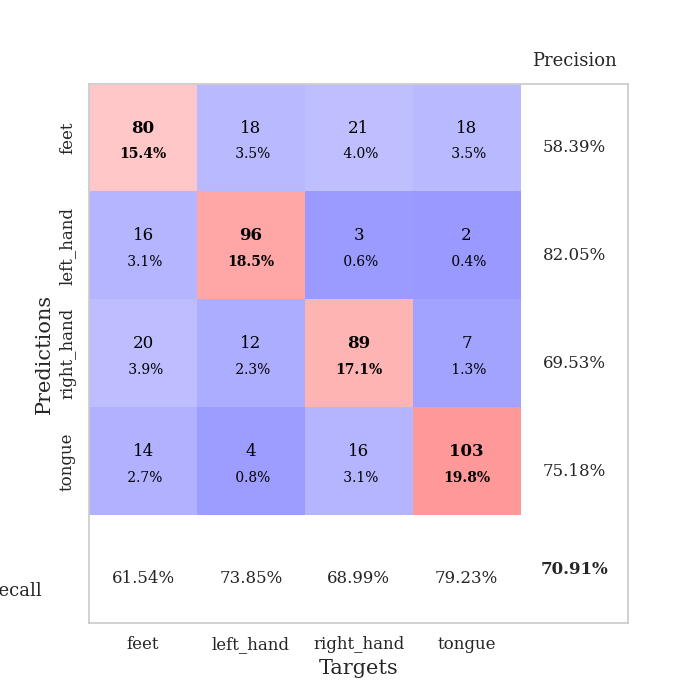 Precision
feet
80 18 21 18
15.4% 3.5% 4.0% 3.5%
58.39%
left_hand
16 96 3 2
3.1% 18.5% 0.6% 0.4%
82.05%
Predictions
right_hand
20 12 89 7
3.9% 2.3% 17.1% 1.3%
69.53%
tongue
14 4 16 103
2.7% 0.8% 3.1% 19.8%
75.18%
ecall
61.54% 73.85% 68.99% 79.23% 70.91%
feet left_hand right_hand tongue
Targets